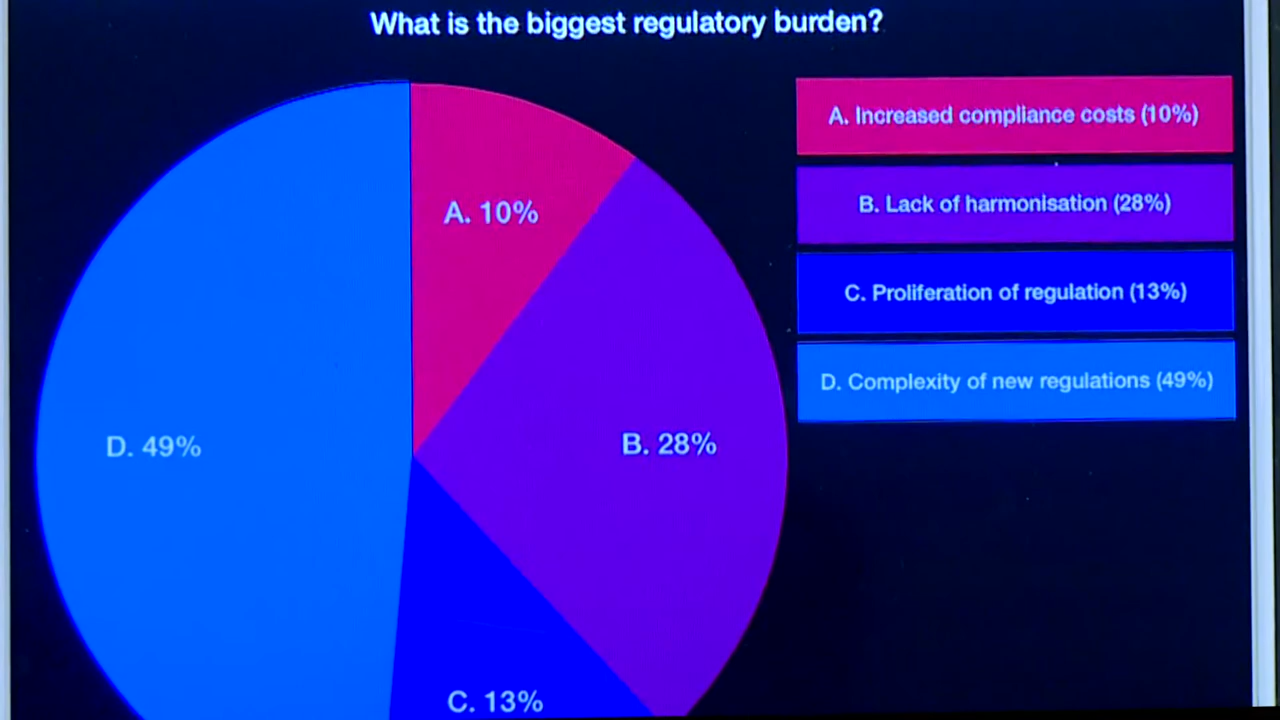 What is the biggest regulatory burden?
A. Increased compliance costs (10%)
B. Lack of harmonisation (28%)
C. Proliferation of regulation (13%)
D. Complexity of new regulations (49%)
A. 10%
B. 28%
D. 49%
C. 13%